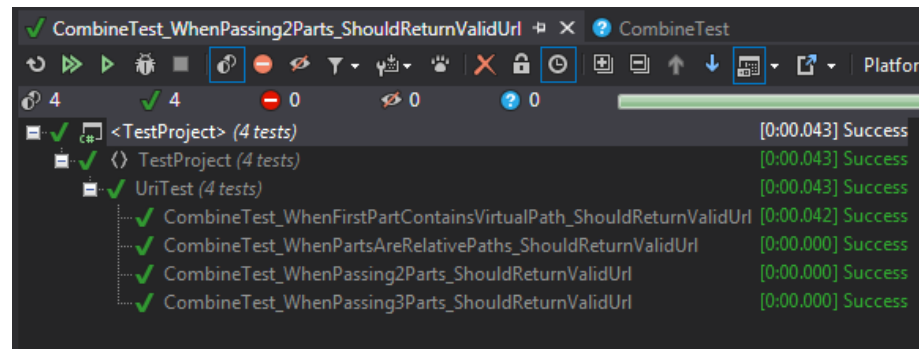 CombineTest_WhenPassing2Parts_ShouldReturnValidUrl CombineTest
Platfor
4 4 0 0 0
<TestProject> (4 tests) [0:00.043] Success
TestProject (4 tests) [0:00.043] Success
UriTest (4 tests) [0:00.043] Success
CombineTest_WhenFirstPartContainsVirtualPath_ShouldReturnValidUrl [0:00.042] Success
CombineTest_WhenPartsAreRelativePaths_ShouldReturnValidUrl [0:00.000] Success
CombineTest_WhenPassing2Parts_ShouldReturnValidUrl [0:00.000] Success
CombineTest_WhenPassing3Parts_ShouldReturnValidUrl [0:00.000] Success